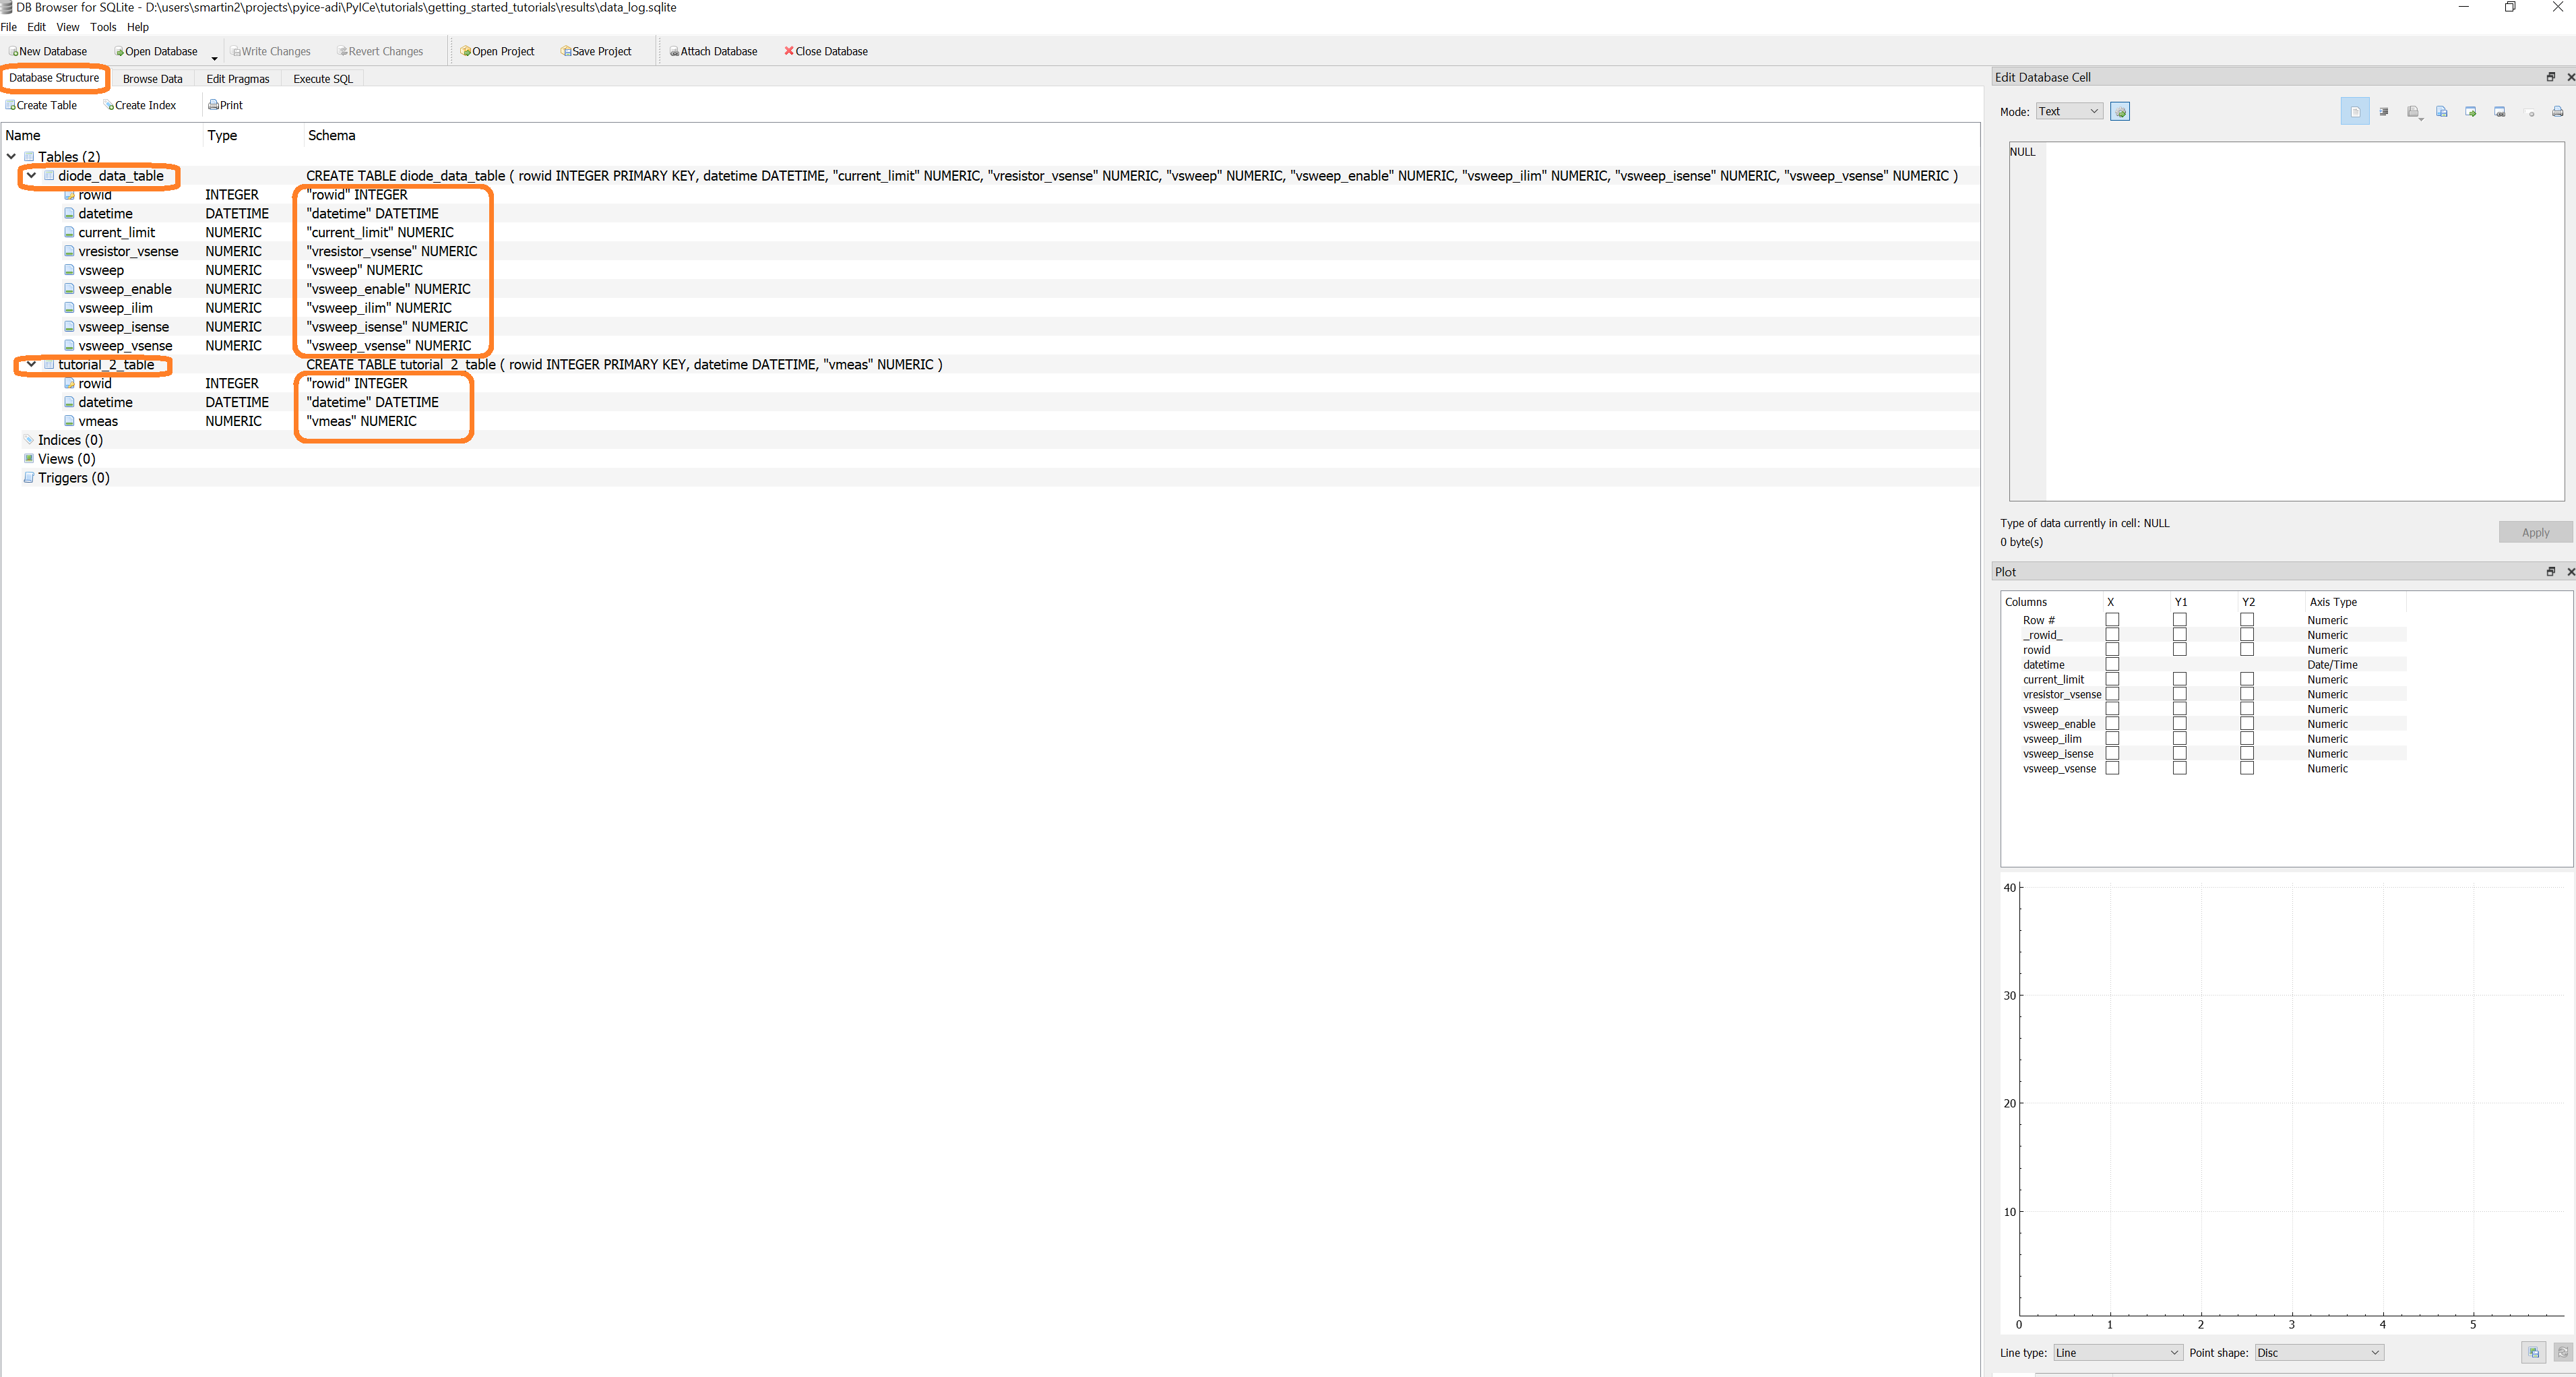 DB Browser for SQLite - D:\users\smartin2\projects\pyice-adi\PyICe\tutorials\getting_started_tutorials\results\data_log.sqlite
File Edit View Tools Help
New Database Open Database Write Changes Revert Changes Open Project Save Project Attach Database Close Database
Database Structure Browse Data Edit Pragmas Execute SQL
Create Table Create Index Print
Name Type Schema
Tables (2)
diode_data_table CREATE TABLE diode_data_table ( rowid INTEGER PRIMARY KEY, datetime DATETIME, "current_limit" NUMERIC, "vresistor_vsense" NUMERIC, "vsweep" NUMERIC, "vsweep_enable" NUMERIC, "vsweep_ilim" NUMERIC, "vsweep_isense" NUMERIC, "vsweep_vsense" NUMERIC )
rowid INTEGER "rowid" INTEGER
datetime DATETIME "datetime" DATETIME
current_limit NUMERIC "current_limit" NUMERIC
vresistor_vsense NUMERIC "vresistor_vsense" NUMERIC
vsweep NUMERIC "vsweep" NUMERIC
vsweep_enable NUMERIC "vsweep_enable" NUMERIC
vsweep_ilim NUMERIC "vsweep_ilim" NUMERIC
vsweep_isense NUMERIC "vsweep_isense" NUMERIC
vsweep_vsense NUMERIC "vsweep_vsense" NUMERIC
tutorial_2_table CREATE TABLE tutorial_2_table ( rowid INTEGER PRIMARY KEY, datetime DATETIME, "vmeas" NUMERIC )
rowid INTEGER "rowid" INTEGER
datetime DATETIME "datetime" DATETIME
vmeas NUMERIC "vmeas" NUMERIC
Indices (0)
Views (0)
Triggers (0)
Edit Database Cell
Mode: Text
NULL
Type of data currently in cell: NULL
0 byte(s)
Apply
Plot
Columns X Y1 Y2 Axis Type
Row # Numeric
_rowid_ Numeric
rowid Numeric
datetime Date/Time
current_limit Numeric
vresistor_vsense Numeric
vsweep Numeric
vsweep_enable Numeric
vsweep_ilim Numeric
vsweep_isense Numeric
vsweep_vsense Numeric
40
30
20
10
0 1 2 3 4 5
Line type: Line Point shape: Disc